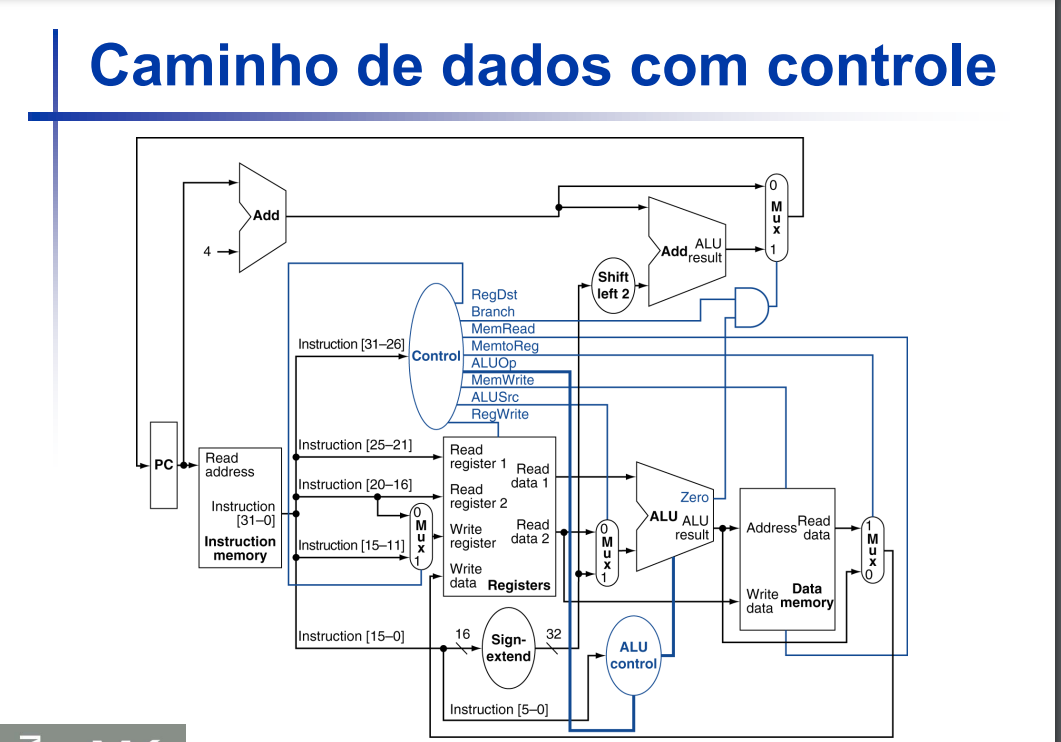 Caminho de dados com controle
Add
4
0
M
u
x
1
Add
ALU
result
Shift
left 2
RegDst
Branch
MemRead
MemtoReg
ALUOp
MemWrite
ALUSrc
RegWrite
Control
Instruction [31–26]
Instruction [25–21]
Instruction [20–16]
Instruction [15–11]
Instruction [15–0]
Instruction [5–0]
PC
Read
address
Instruction
[31–0]
Instruction
memory
0
M
u
x
1
Read
register 1
Read
register 2
Write
register
Write
data
Read
data 1
Read
data 2
Registers
0
M
u
x
1
Zero
ALU
ALU
result
Address
Read
data
Write
data
Data
memory
1
M
u
x
0
16
Sign-
extend
32
ALU
control